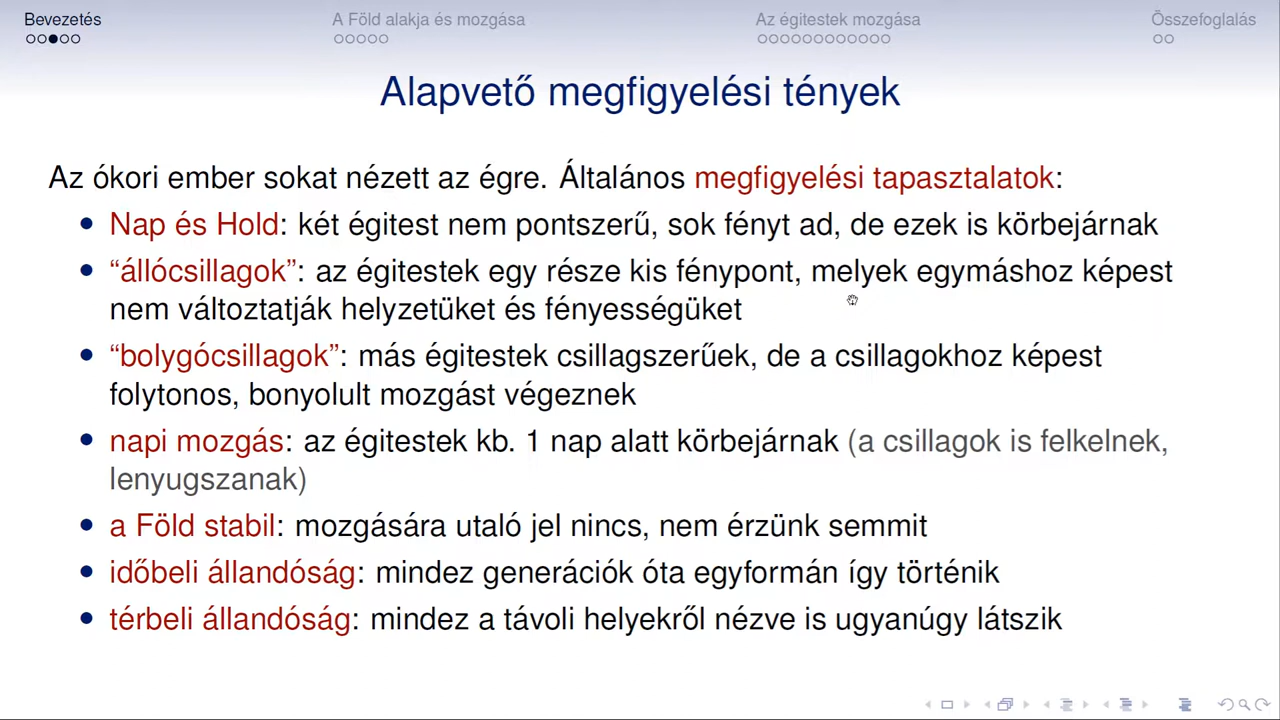 Bevezetés A Föld alakja és mozgása Az égitestek mozgása Összefoglalás
Alapvető megfigyelési tények
Az ókori ember sokat nézett az égre. Általános megfigyelési tapasztalatok:
• Nap és Hold: két égitest nem pontszerű, sok fényt ad, de ezek is körbejárnak
• “állócsillagok”: az égitestek egy része kis fénypont, melyek egymáshoz képest
nem változtatják helyzetüket és fényességüket
• “bolygócsillagok”: más égitestek csillagszerűek, de a csillagokhoz képest
folytonos, bonyolult mozgást végeznek
• napi mozgás: az égitestek kb. 1 nap alatt körbejárnak (a csillagok is felkelnek,
lenyugszanak)
• a Föld stabil: mozgására utaló jel nincs, nem érzünk semmit
• időbeli állandóság: mindez generációk óta egyformán így történik
• térbeli állandóság: mindez a távoli helyekről nézve is ugyanúgy látszik